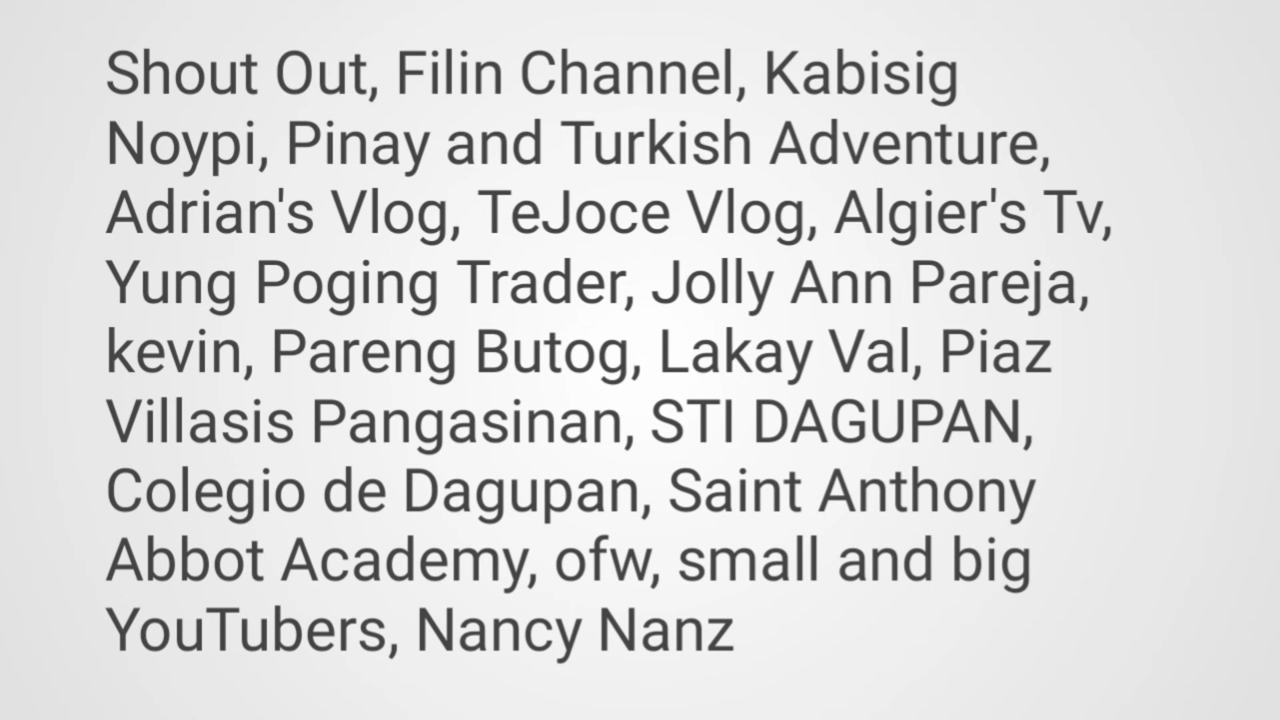 Shout Out, Filin Channel, Kabisig
Noypi, Pinay and Turkish Adventure,
Adrian's Vlog, TeJoce Vlog, Algier's Tv,
Yung Poging Trader, Jolly Ann Pareja,
kevin, Pareng Butog, Lakay Val, Piaz
Villasis Pangasinan, STI DAGUPAN,
Colegio de Dagupan, Saint Anthony
Abbot Academy, ofw, small and big
YouTubers, Nancy Nanz